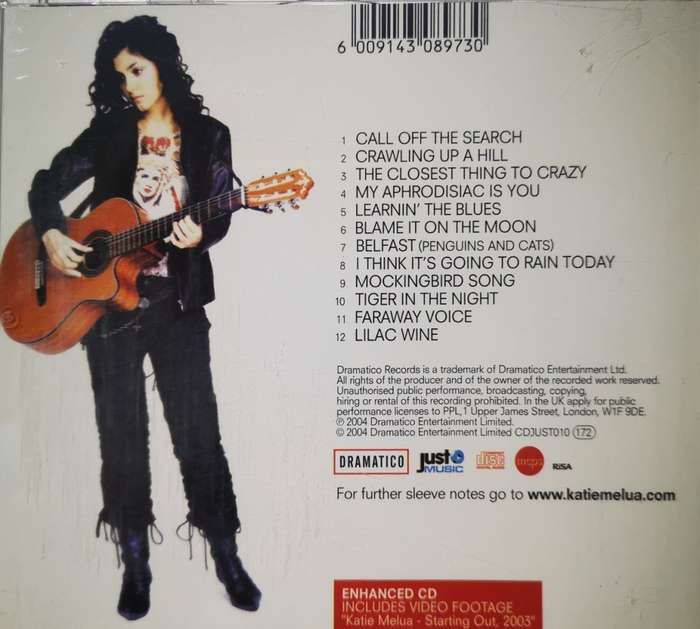 6 009143 089730
1 CALL OFF THE SEARCH
2 CRAWLING UP A HILL
3 THE CLOSEST THING TO CRAZY
4 MY APHRODISIAC IS YOU
5 LEARNIN' THE BLUES
6 BLAME IT ON THE MOON
7 BELFAST (PENGUINS AND CATS)
8 I THINK IT'S GOING TO RAIN TODAY
9 MOCKINGBIRD SONG
10 TIGER IN THE NIGHT
11 FARAWAY VOICE
12 LILAC WINE
Dramatico Records is a trademark of Dramatico Entertainment Ltd.
All rights of the producer and of the owner of the recorded work reserved.
Unauthorised public performance, broadcasting, copying,
hiring or rental of this recording prohibited. In the UK apply for public
performance licenses to PPL,1 Upper James Street, London, W1F 9DE.
℗ 2004 Dramatico Entertainment Limited.
© 2004 Dramatico Entertainment Limited CDJUST010 172
DRAMATICO just MUSIC disc mcps RiSA
For further sleeve notes go to www.katiemelua.com
ENHANCED CD
INCLUDES VIDEO FOOTAGE
"Katie Melua - Starting Out, 2003"